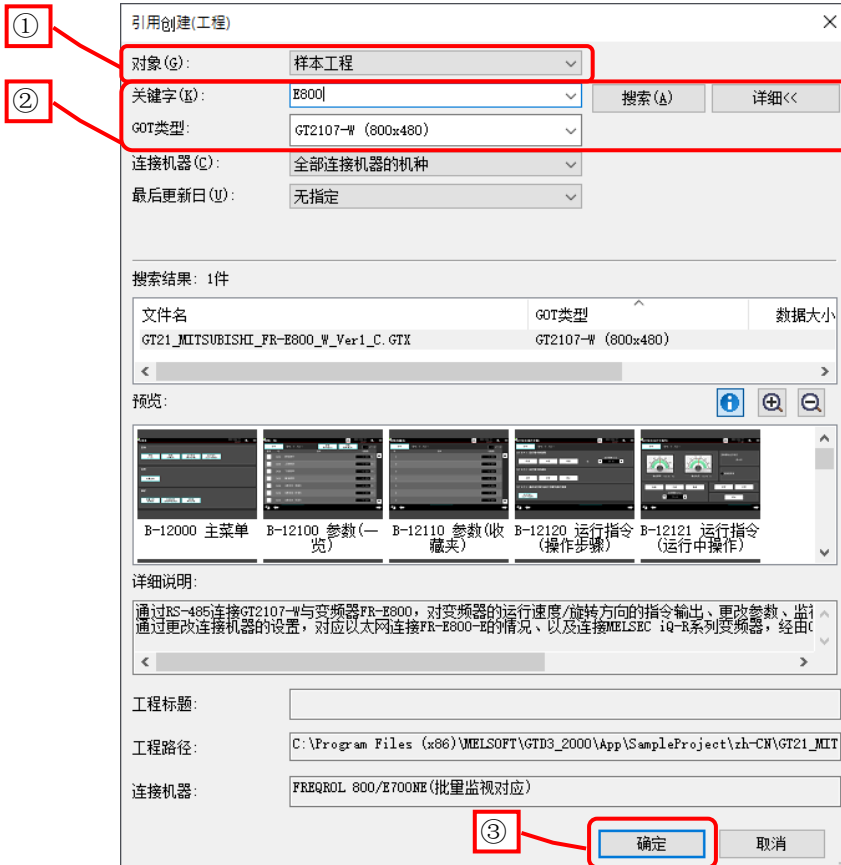 ①
引用创建(工程)
对象(G): 样本工程
②
关键字(K): E800 搜索(A) 详细<<
GOT类型: GT2107-W (800x480)
连接机器(C): 全部连接机器的机种
最后更新日(U): 无指定
搜索结果: 1件
文件名 GOT类型 数据大小
GT21_MITSUBISHI_FR-E800_W_Ver1_C.GTX GT2107-W (800x480)
预览:
B-12000 主菜单 B-12100 参数(一览) B-12110 参数(收藏夹) B-12120 运行指令(操作步骤) B-12121 运行指令(运行中操作)
详细说明:
通过RS-485连接GT2107-W与变频器FR-E800，对变频器的运行速度/旋转方向的指令输出、更改参数、监
通过更改连接机器的设置，对应以太网连接FR-E800-E的情况、以及连接MELSEC iQ-R系列变频器，经由
工程标题:
工程路径: C:\Program Files (x86)\MELSOFT\GTD3_2000\App\SampleProject\zh-CN\GT21_MIT
连接机器: FREQROL 800/E700NE(批量监视对应)
③
确定 取消